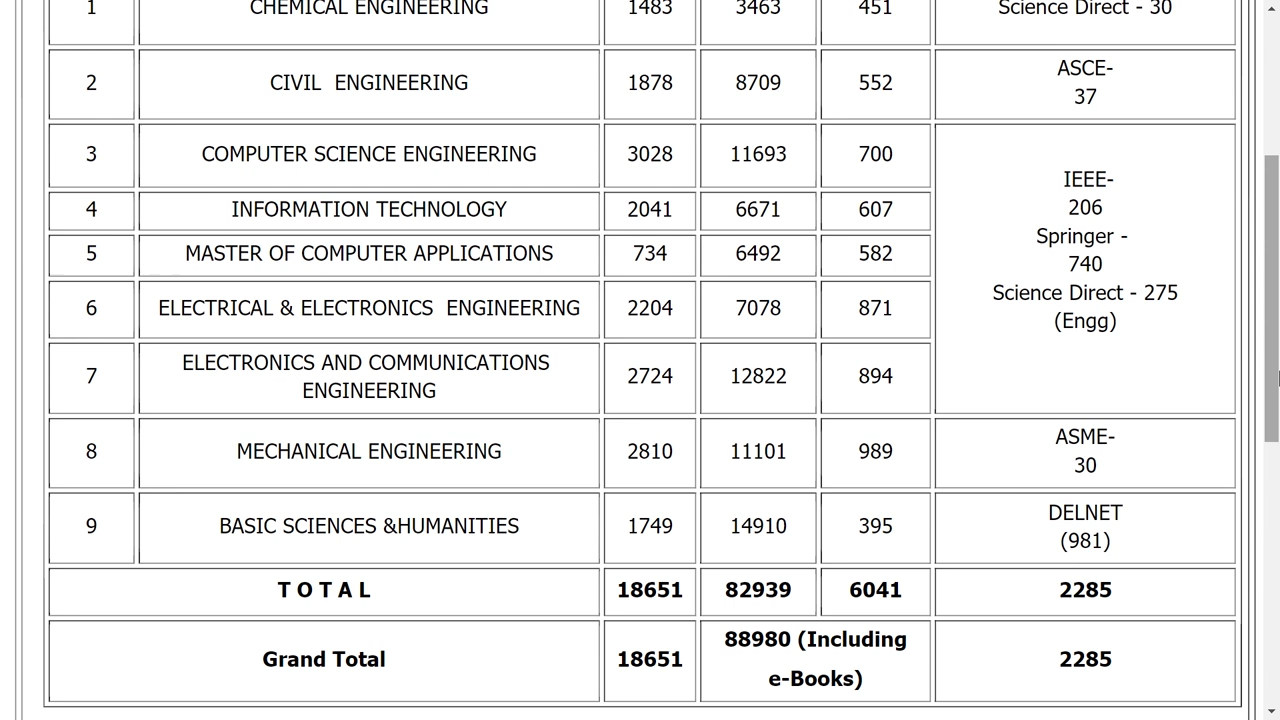 1 CHEMICAL ENGINEERING 1483 3463 451 Science Direct - 30
2 CIVIL ENGINEERING 1878 8709 552 ASCE-
37
3 COMPUTER SCIENCE ENGINEERING 3028 11693 700
IEEE-
206
Springer -
740
Science Direct - 275
(Engg)
4 INFORMATION TECHNOLOGY 2041 6671 607
5 MASTER OF COMPUTER APPLICATIONS 734 6492 582
6 ELECTRICAL & ELECTRONICS ENGINEERING 2204 7078 871
7 ELECTRONICS AND COMMUNICATIONS
ENGINEERING 2724 12822 894
8 MECHANICAL ENGINEERING 2810 11101 989 ASME-
30
9 BASIC SCIENCES &HUMANITIES 1749 14910 395 DELNET
(981)
T O T A L 18651 82939 6041 2285
Grand Total 18651 88980 (Including
e-Books) 2285